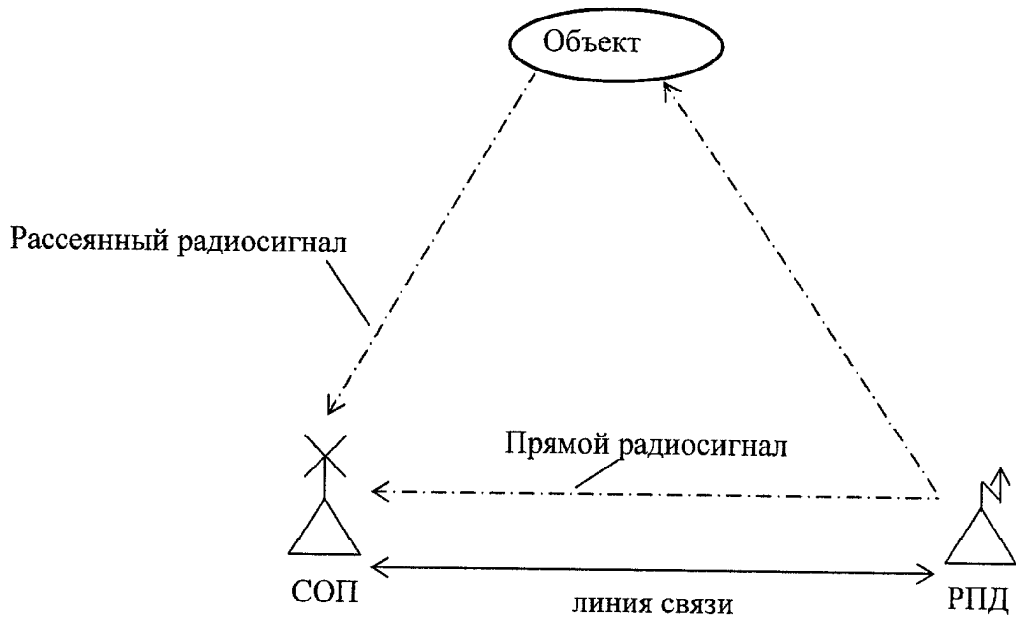 Объект
Рассеянный радиосигнал
Прямой радиосигнал
СОП
линия связи
РПД